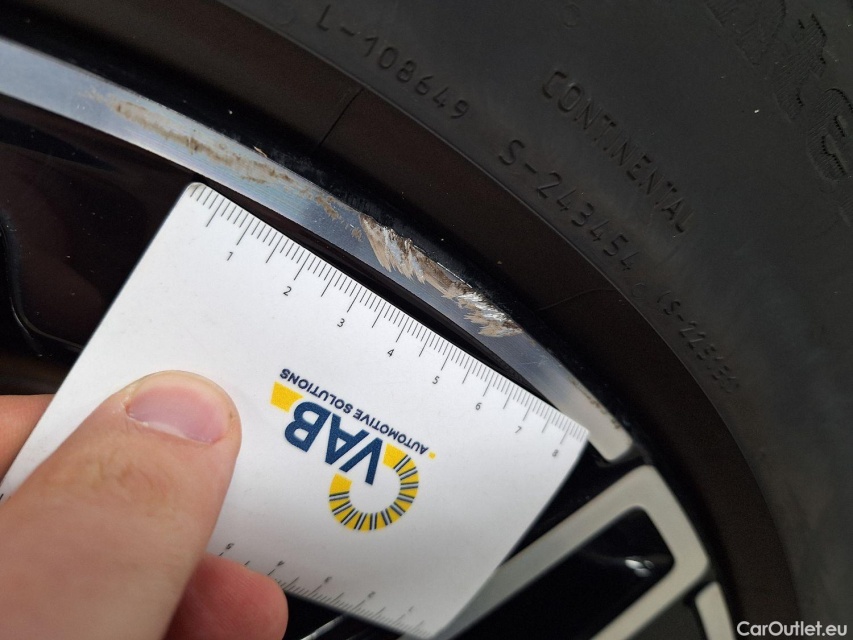 L-108649
CONTINENTAL
S-243454
1 2 3 4 5 6 7 8
VAB
AUTOMOTIVE SOLUTIONS
CarOutlet.eu